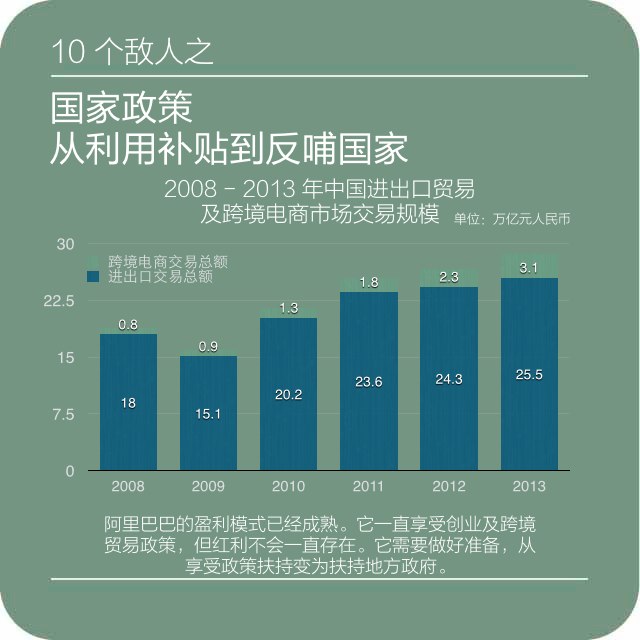 10 个敌人之
国家政策
从利用补贴到反哺国家
2008 - 2013 年中国进出口贸易
及跨境电商市场交易规模 单位：万亿元人民币
30
跨境电商交易总额
进出口交易总额
22.5
15
7.5
0
0.8
18
0.9
15.1
1.3
20.2
1.8
23.6
2.3
24.3
3.1
25.5
2008 2009 2010 2011 2012 2013
阿里巴巴的盈利模式已经成熟。它一直享受创业及跨境
贸易政策，但红利不会一直存在。它需要做好准备，从
享受政策扶持变为扶持地方政府。